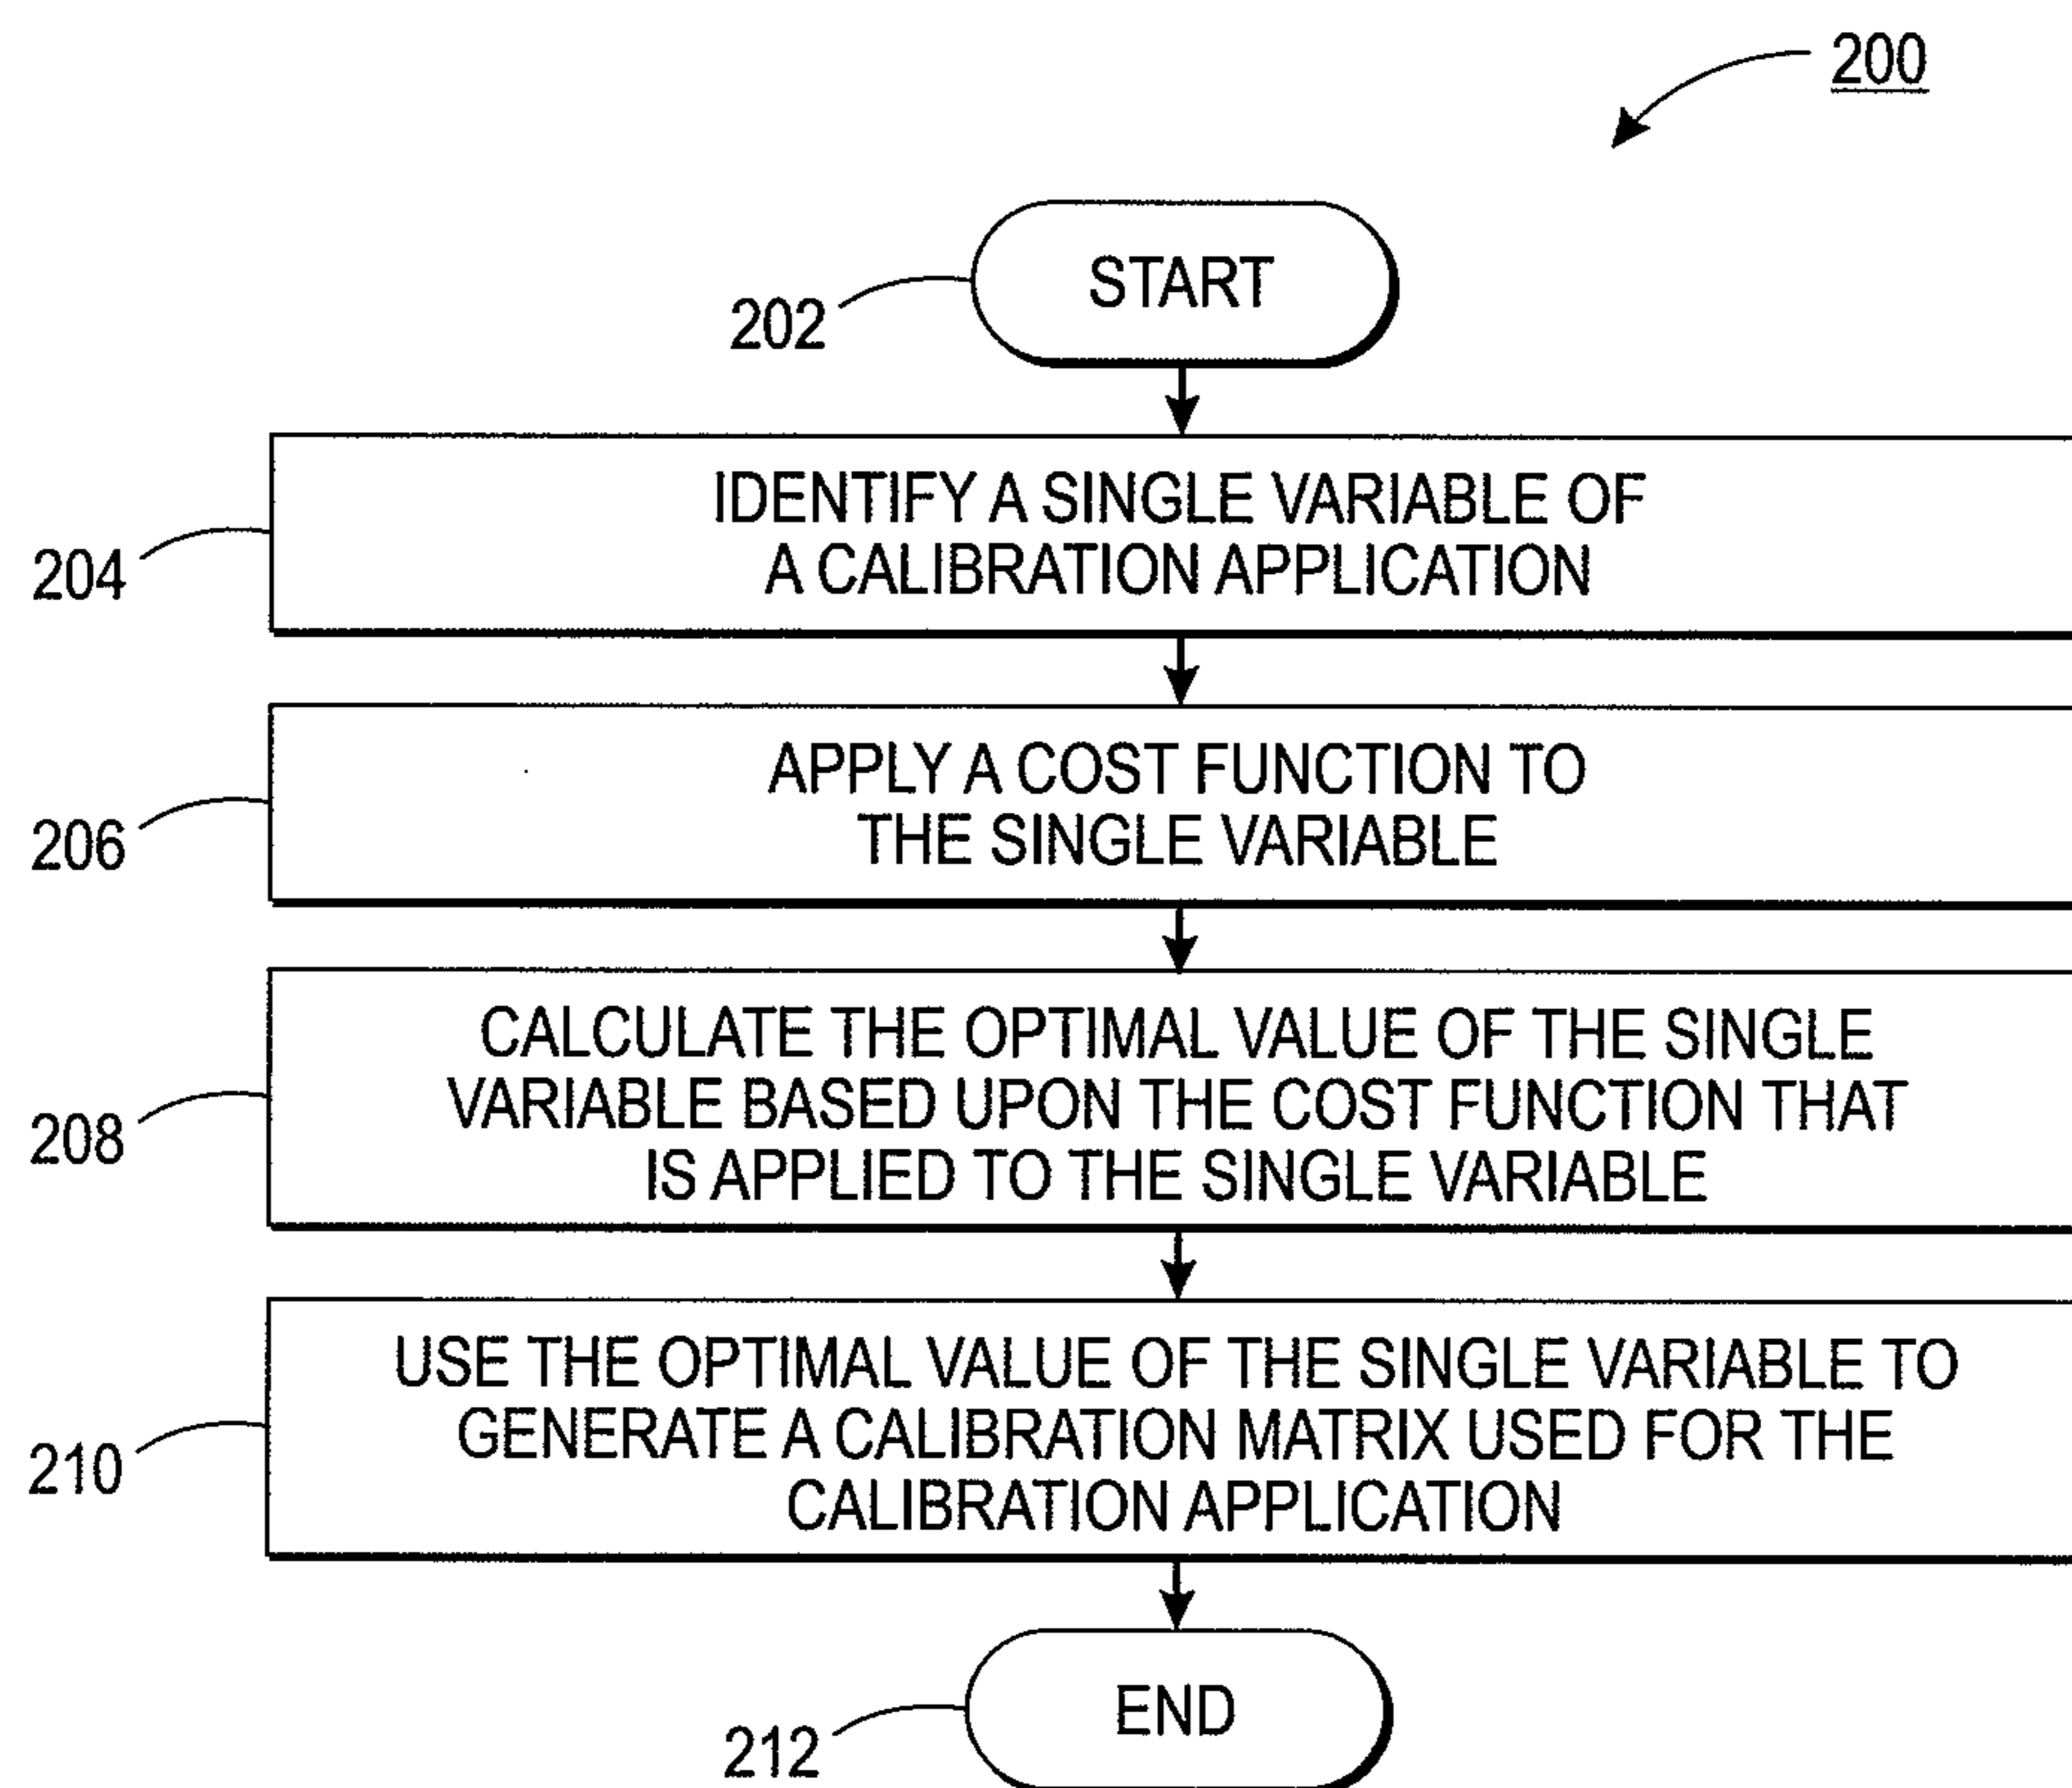 200
START
202
IDENTIFY A SINGLE VARIABLE OF
A CALIBRATION APPLICATION
204
APPLY A COST FUNCTION TO
THE SINGLE VARIABLE
206
CALCULATE THE OPTIMAL VALUE OF THE SINGLE
VARIABLE BASED UPON THE COST FUNCTION THAT
IS APPLIED TO THE SINGLE VARIABLE
208
USE THE OPTIMAL VALUE OF THE SINGLE VARIABLE TO
GENERATE A CALIBRATION MATRIX USED FOR THE
CALIBRATION APPLICATION
210
END
212